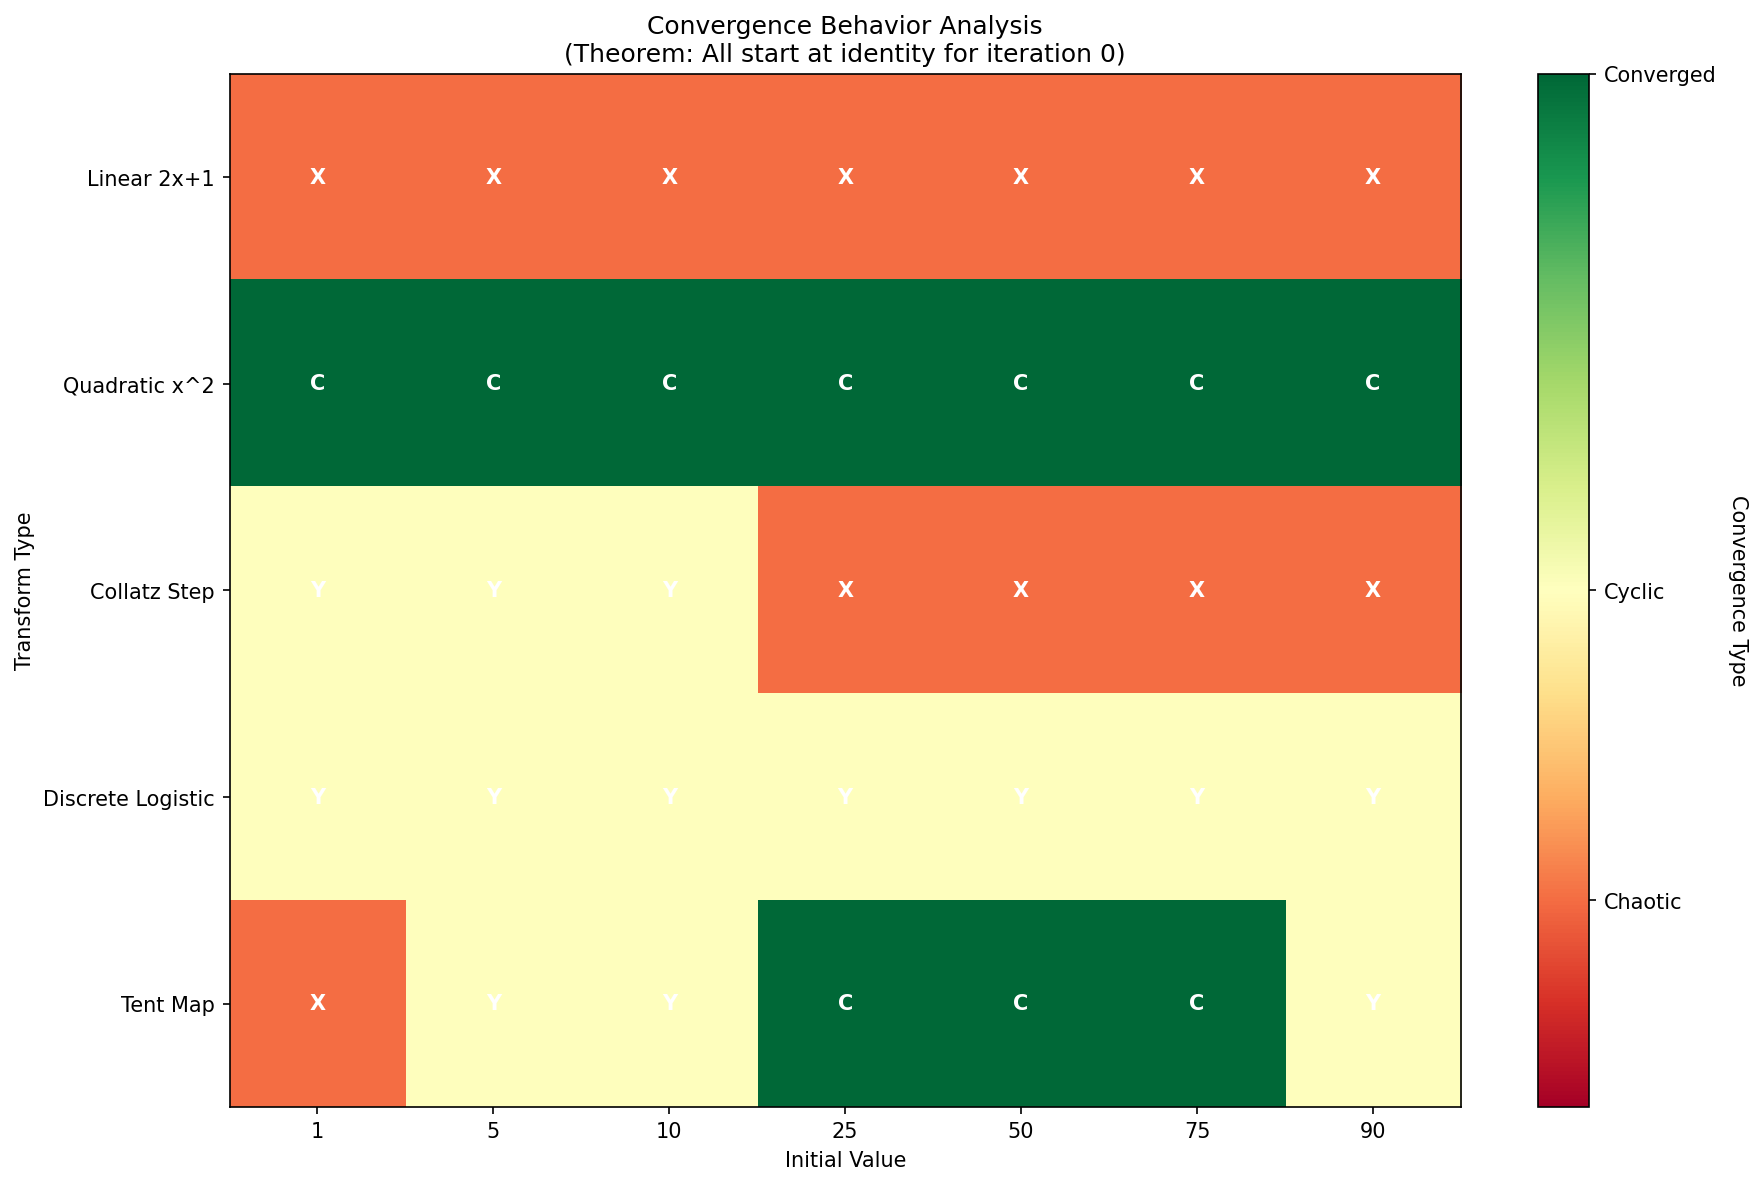 Convergence Behavior Analysis
(Theorem: All start at identity for iteration 0)
Transform Type
Linear 2x+1
X X X X X X X
Quadratic x^2
C C C C C C C
Collatz Step
Y Y Y X X X X
Discrete Logistic
Y Y Y Y Y Y Y
Tent Map
X Y Y C C C Y
1 5 10 25 50 75 90
Initial Value
Converged
Cyclic
Chaotic
Convergence Type